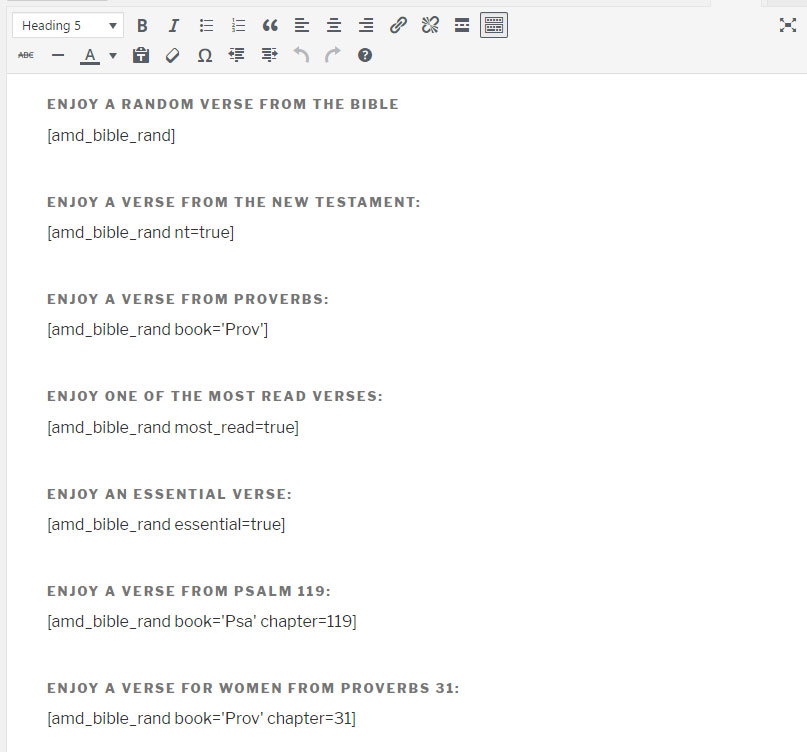 Heading 5
B I
ABC A
ENJOY A RANDOM VERSE FROM THE BIBLE
[amd_bible_rand]
ENJOY A VERSE FROM THE NEW TESTAMENT:
[amd_bible_rand nt=true]
ENJOY A VERSE FROM PROVERBS:
[amd_bible_rand book='Prov']
ENJOY ONE OF THE MOST READ VERSES:
[amd_bible_rand most_read=true]
ENJOY AN ESSENTIAL VERSE:
[amd_bible_rand essential=true]
ENJOY A VERSE FROM PSALM 119:
[amd_bible_rand book='Psa' chapter=119]
ENJOY A VERSE FOR WOMEN FROM PROVERBS 31:
[amd_bible_rand book='Prov' chapter=31]